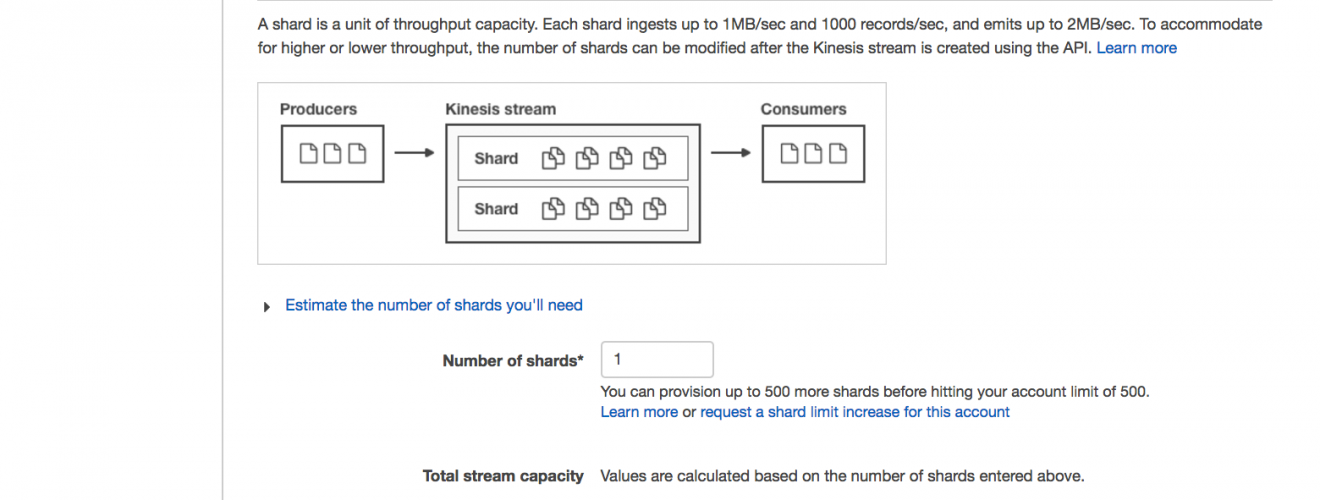 A shard is a unit of throughput capacity. Each shard ingests up to 1MB/sec and 1000 records/sec, and emits up to 2MB/sec. To accommodate
for higher or lower throughput, the number of shards can be modified after the Kinesis stream is created using the API. Learn more
Producers
Kinesis stream
Consumers
Shard
Shard
Estimate the number of shards you'll need
Number of shards* 1
You can provision up to 500 more shards before hitting your account limit of 500.
Learn more or request a shard limit increase for this account
Total stream capacity Values are calculated based on the number of shards entered above.